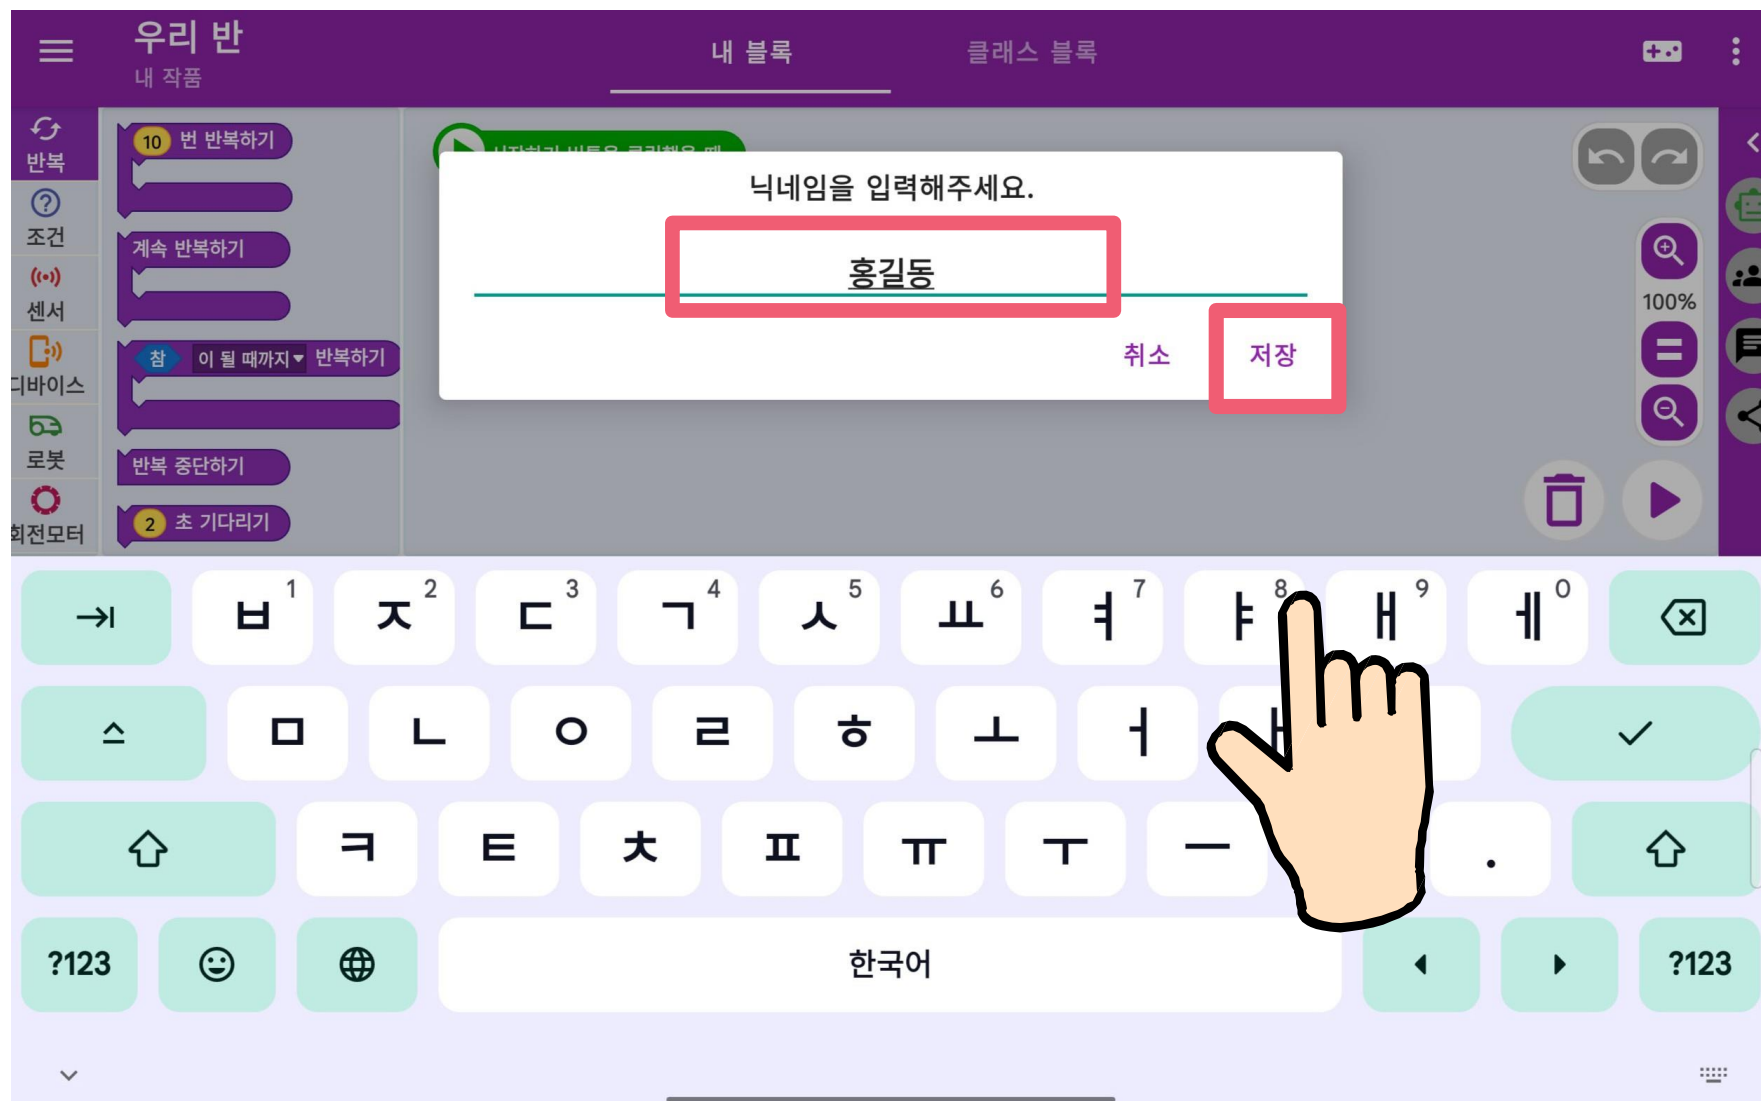 우리 반
내 작품
내 블록
클래스 블록
반복
조건
센서
디바이스
로봇
회전모터
10 번 반복하기
계속 반복하기
참 이 될 때까지▼ 반복하기
반복 중단하기
2 초 기다리기
닉네임을 입력해주세요.
홍길동
취소 저장
100%
ㅂ 1 ㅈ 2 ㄷ 3 ㄱ 4 ㅅ 5 ㅛ 6 ㅕ 7 ㅑ 8 ㅐ 9 ㅔ 0
ㅁ ㄴ ㅇ ㄹ ㅎ ㅗ ㅓ ㅏ
ㅋ ㅌ ㅊ ㅍ ㅠ ㅜ ㅡ .
?123 한국어 ?123